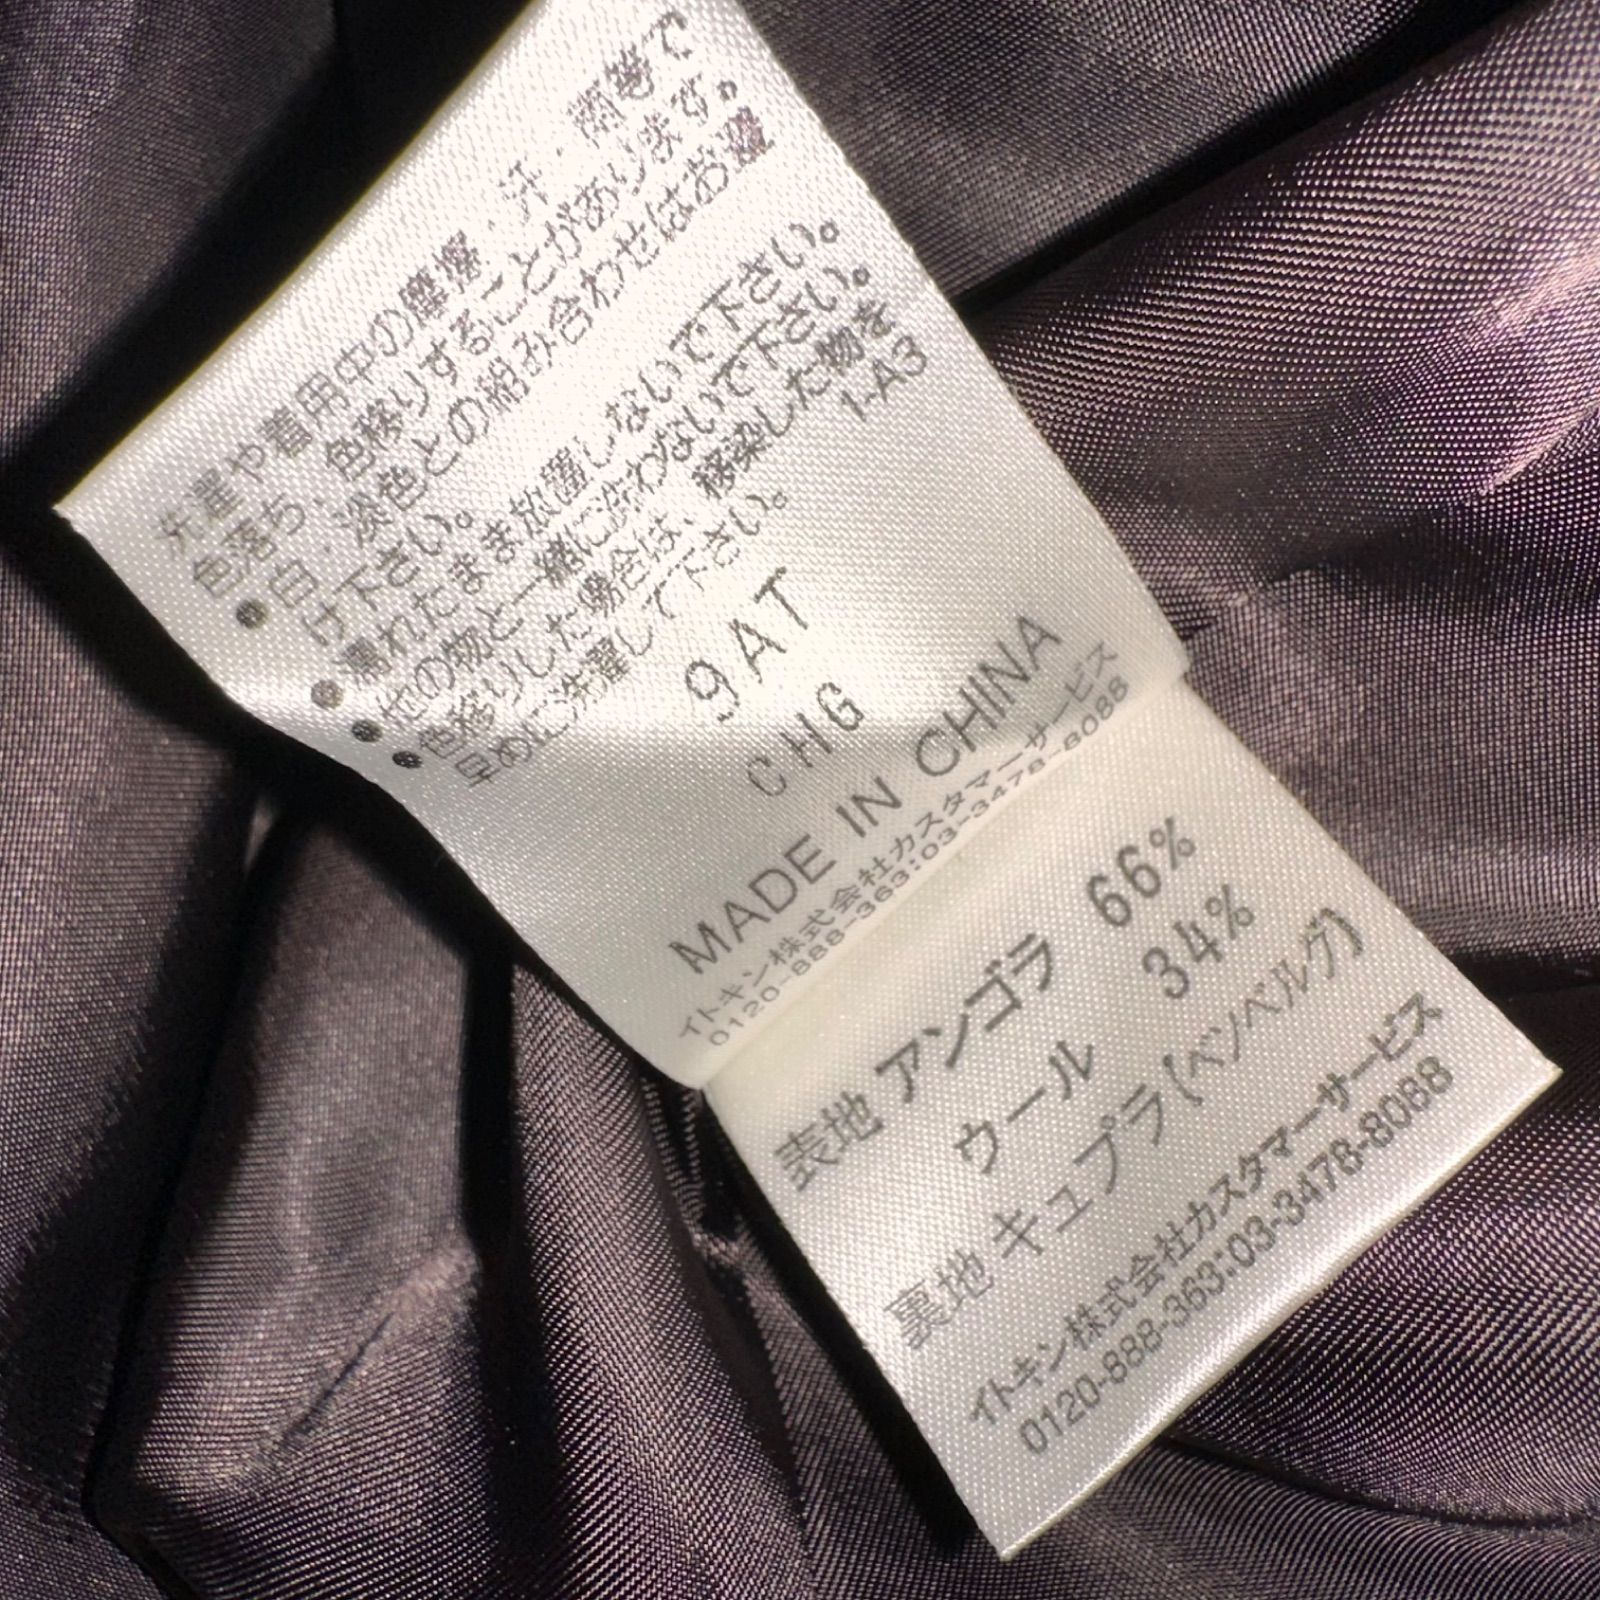 洗濯や着用中の摩擦・汗・雨等で
色落ち、色移りすることがあります。
●白・淡色との組み合わせはお避
け下さい。
●濡れたまま放置しないで下さい。
●他の物と一緒に洗わないで下さい。
●色移りした場合は、移染した物を
早めに洗濯して下さい。 1-A3
9AT
CHG
MADE IN CHINA
イトキン株式会社カスタマーサービス
0120-888-363:03-3478-8088
表地 アンゴラ 66%
ウール 34%
裏地 キュプラ(ベンベルグ)
イトキン株式会社カスタマーサービス
0120-888-363:03-3478-8088